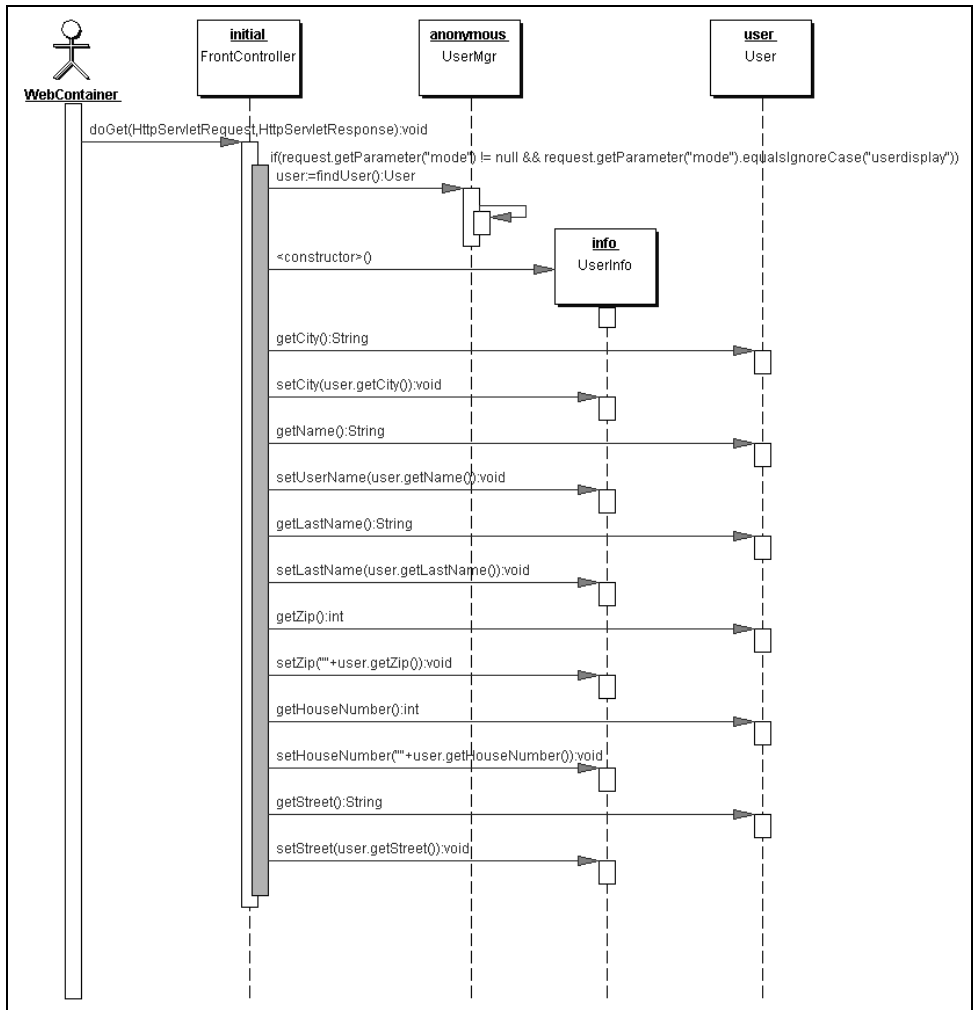 initial
FrontController
anonymous
UserMgr
user
User
WebContainer
doGet(HttpServletRequest,HttpServletResponse):void
if(request.getParameter("mode") != null && request.getParameter("mode").equalsIgnoreCase("userdisplay"))
user:=findUser():User
info
UserInfo
<constructor>()
getCity():String
setCity(user.getCity()):void
getName():String
setUserName(user.getName()):void
getLastName():String
setLastName(user.getLastName()):void
getZip():int
setZip(""+user.getZip()):void
getHouseNumber():int
setHouseNumber(""+user.getHouseNumber()):void
getStreet():String
setStreet(user.getStreet()):void